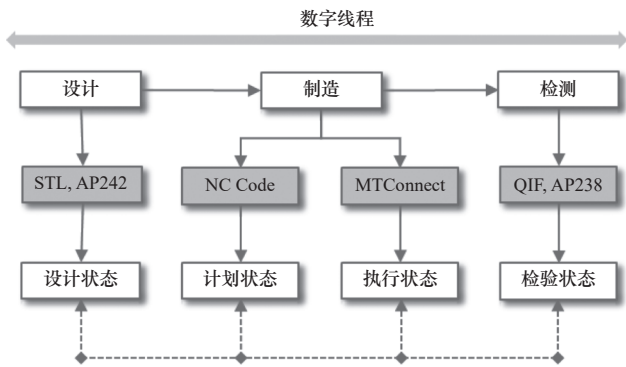 数字线程
设计
制造
检测
STL, AP242
NC Code
MTConnect
QIF, AP238
设计状态
计划状态
执行状态
检验状态